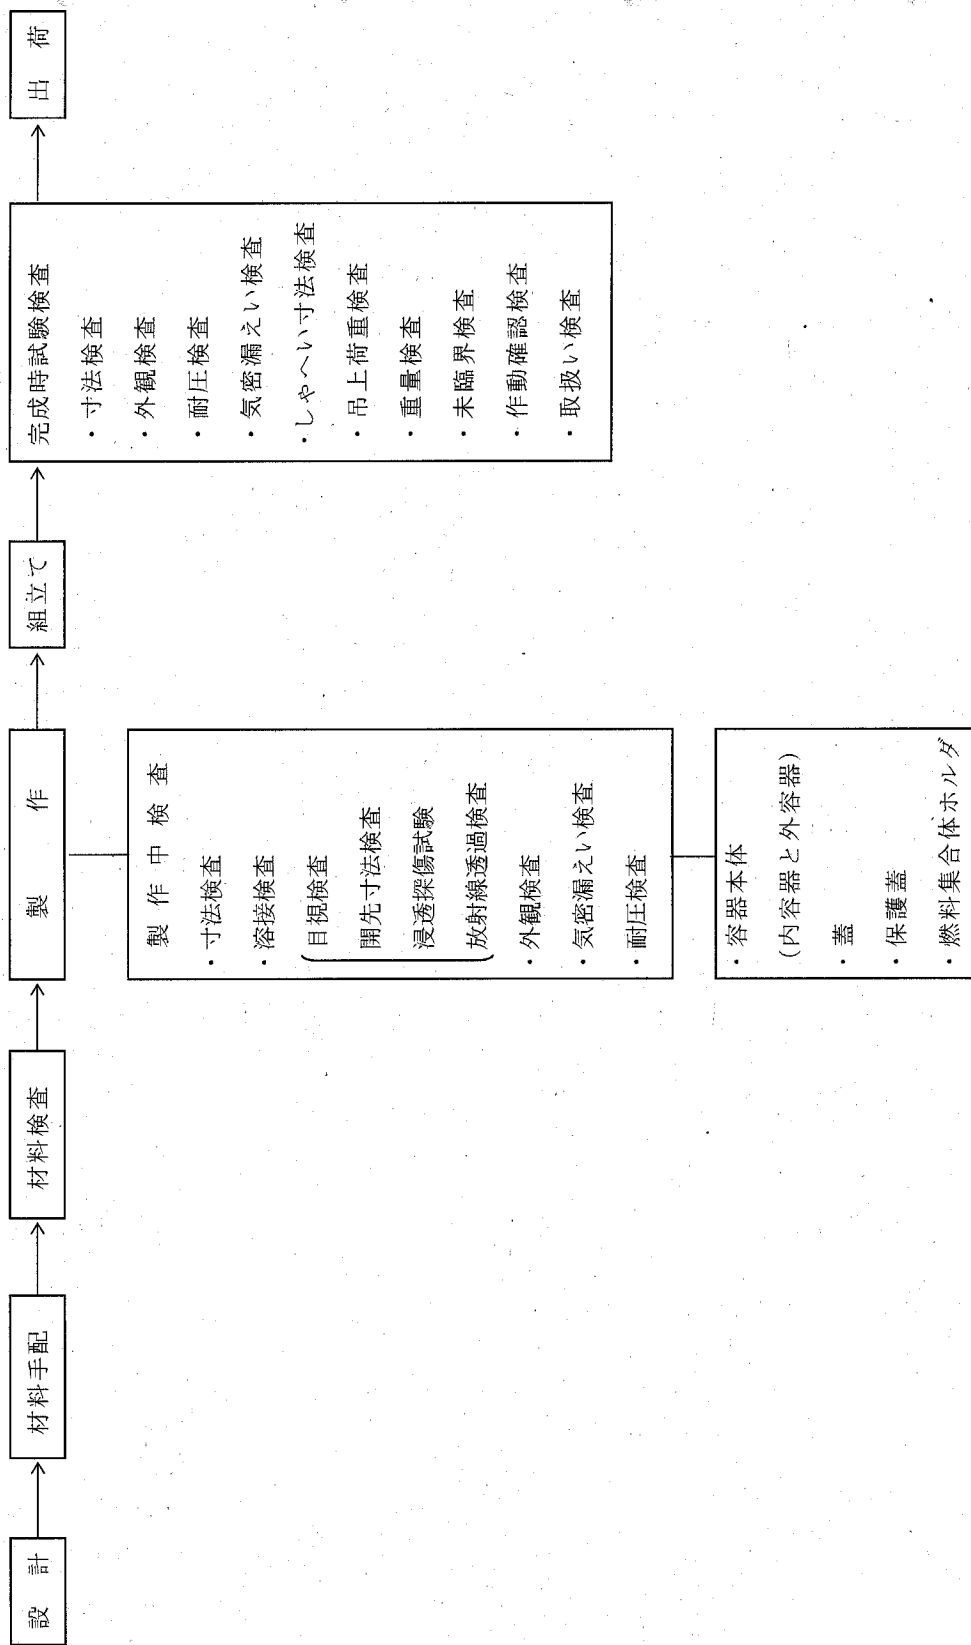 設計
材料手配
材料検査
製作
組立て
完成時試験検査
・寸法検査
・外観検査
・耐圧検査
・気密漏えい検査
・しゃへい寸法検査
・吊上荷重検査
・重量検査
・未臨界検査
・作動確認検査
・取扱い検査
出荷
製作中検査
・寸法検査
・溶接検査
目視検査
開先寸法検査
浸透探傷試験
放射線透過検査
・外観検査
・気密漏えい検査
・耐圧検査
・容器本体
(内容器と外容器)
・蓋
・保護蓋
・燃料集合体ホルダ